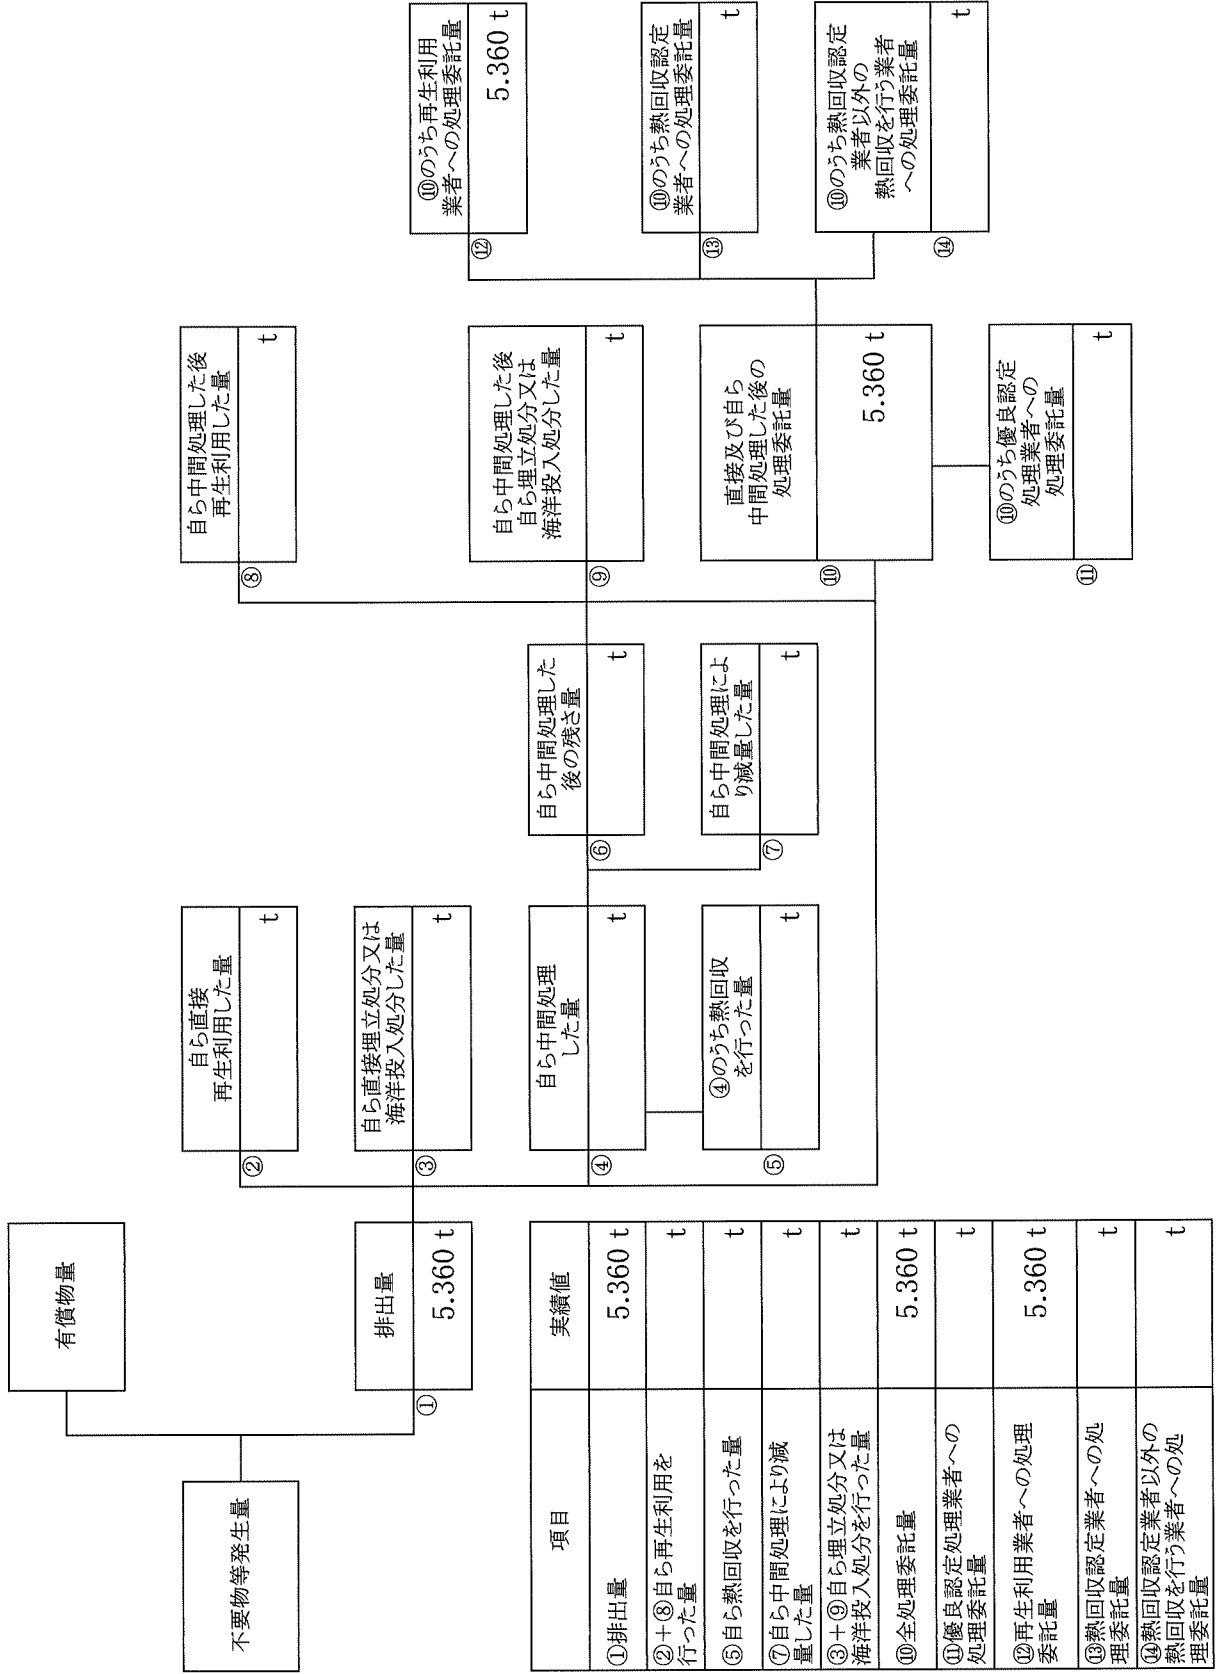 不要物等発生量
有償物量
①
排出量
5.360 t
②
自ら直接
再生利用した量
t
③
自ら直接埋立処分又は
海洋投入処分した量
t
④
自ら中間処理
した量
t
⑤
④のうち熱回収
を行った量
t
⑥
自ら中間処理した
後の残さ量
t
⑦
自ら中間処理によ
り減量した量
t
⑧
自ら中間処理した後
再生利用した量
t
⑨
自ら中間処理した後
自ら埋立処分又は
海洋投入処分した量
t
⑩
直接及び自ら
中間処理した後の
処理委託量
5.360 t
⑪
⑩のうち優良認定
処理業者への
処理委託量
t
⑫
⑩のうち再生利用
業者への処理委託量
5.360 t
⑬
⑩のうち熱回収認定
業者への処理委託量
t
⑭
⑩のうち熱回収認定
業者以外の
熱回収を行う業者
への処理委託量
t
項目 実績値
①排出量 5.360 t
②+⑧自ら再生利用を
行った量 t
⑤自ら熱回収を行った量 t
⑦自ら中間処理により減
量した量 t
③+⑨自ら埋立処分又は
海洋投入処分を行った量 t
⑩全処理委託量 5.360 t
⑪優良認定処理業者への
処理委託量 t
⑫再生利用業者への処理
委託量 5.360 t
⑬熱回収認定業者への処
理委託量 t
⑭熱回収認定業者以外の
熱回収を行う業者への処
理委託量 t